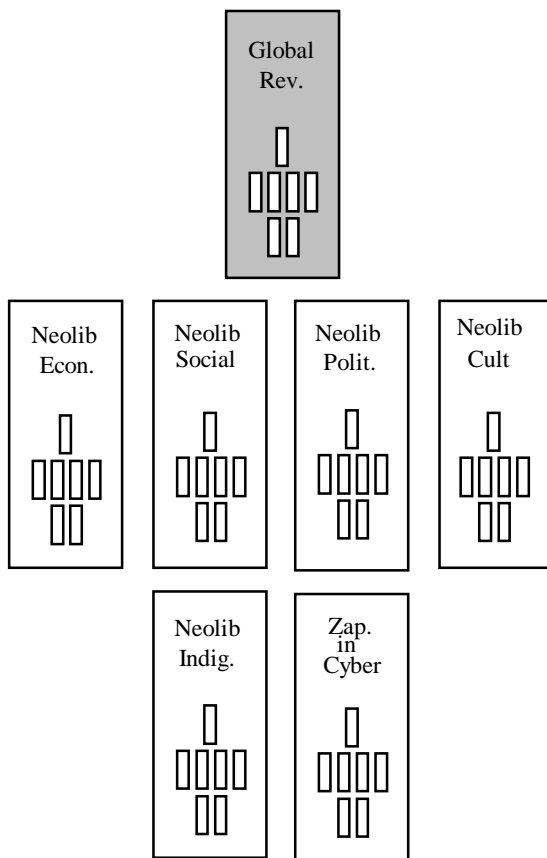 Global
Rev.
Neolib
Econ.
Neolib
Social
Neolib
Polit.
Neolib
Cult
Neolib
Indig.
Zap.
in
Cyber